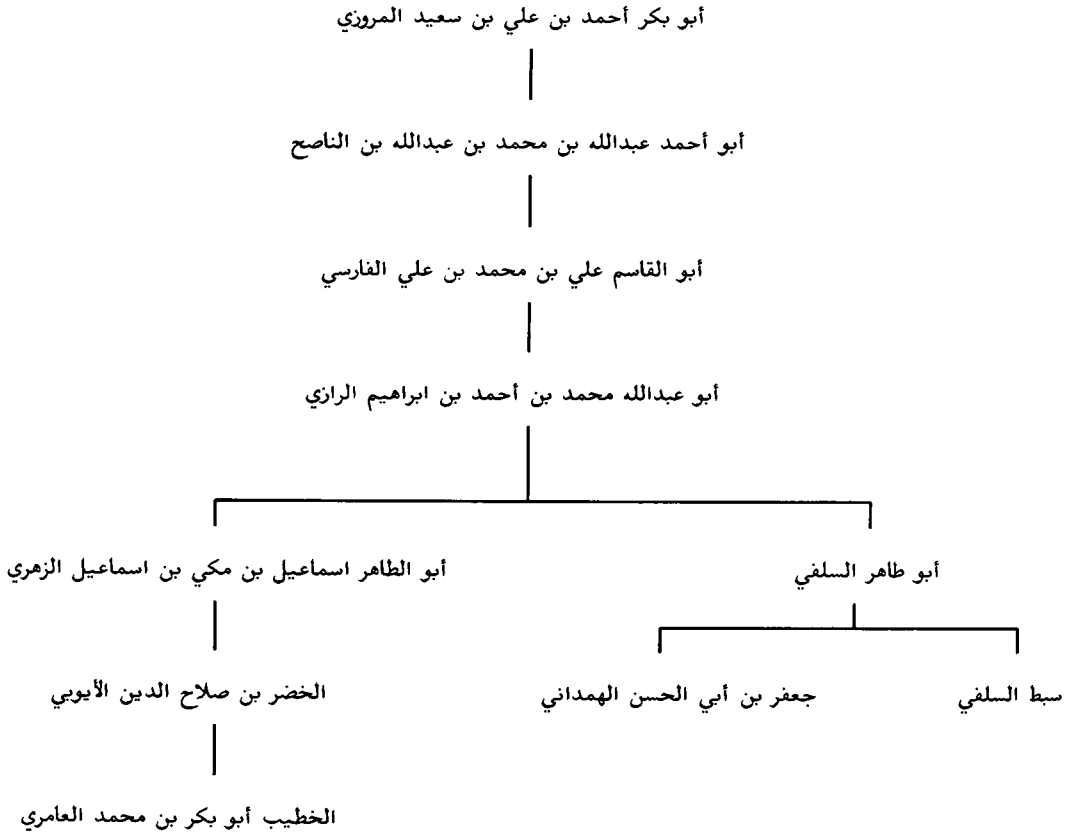 أبو بكر أحمد بن علي بن سعيد المروزي
أبو أحمد عبدالله بن محمد بن عبدالله بن الناصح
أبو القاسم علي بن محمد بن علي الفارسي
أبو عبدالله محمد بن أحمد بن ابراهيم الرازي
أبو طاهر السلفي
أبو الطاهر اسماعيل بن مكي بن اسماعيل الزهري
سبط السلفي
جعفر بن أبي الحسن الهمداني
الخضر بن صلاح الدين الأيوبي
الخطيب أبو بكر بن محمد العامري